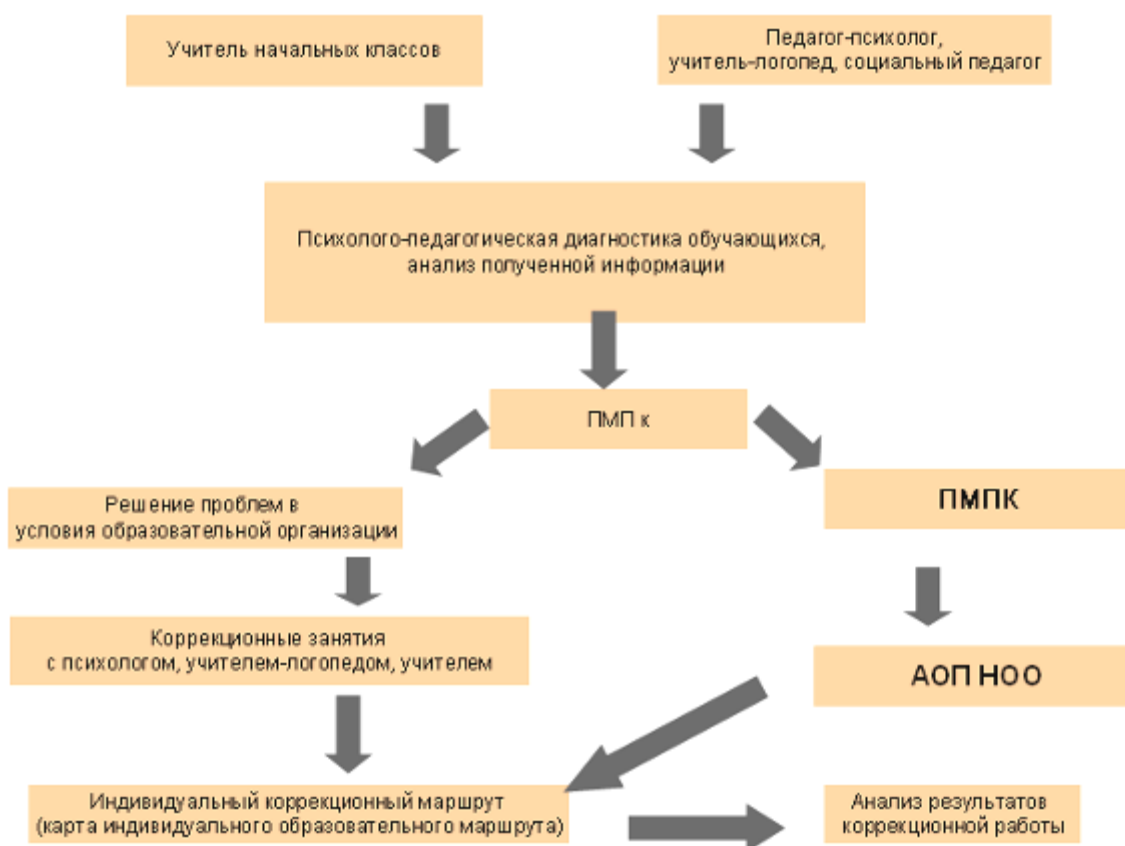 Учитель начальных классов
Педагог-психолог,
учитель-логопед, социальный педагог
Психолого-педагогическая диагностика обучающихся,
анализ полученной информации
ПМП к
Решение проблем в
условия образовательной организации
ПМПК
Коррекционные занятия
с психологом, учителем-логопедом, учителем
АОП НОО
Индивидуальный коррекционный маршрут
(карта индивидуального образовательного маршрута)
Анализ результатов
коррекционной работы